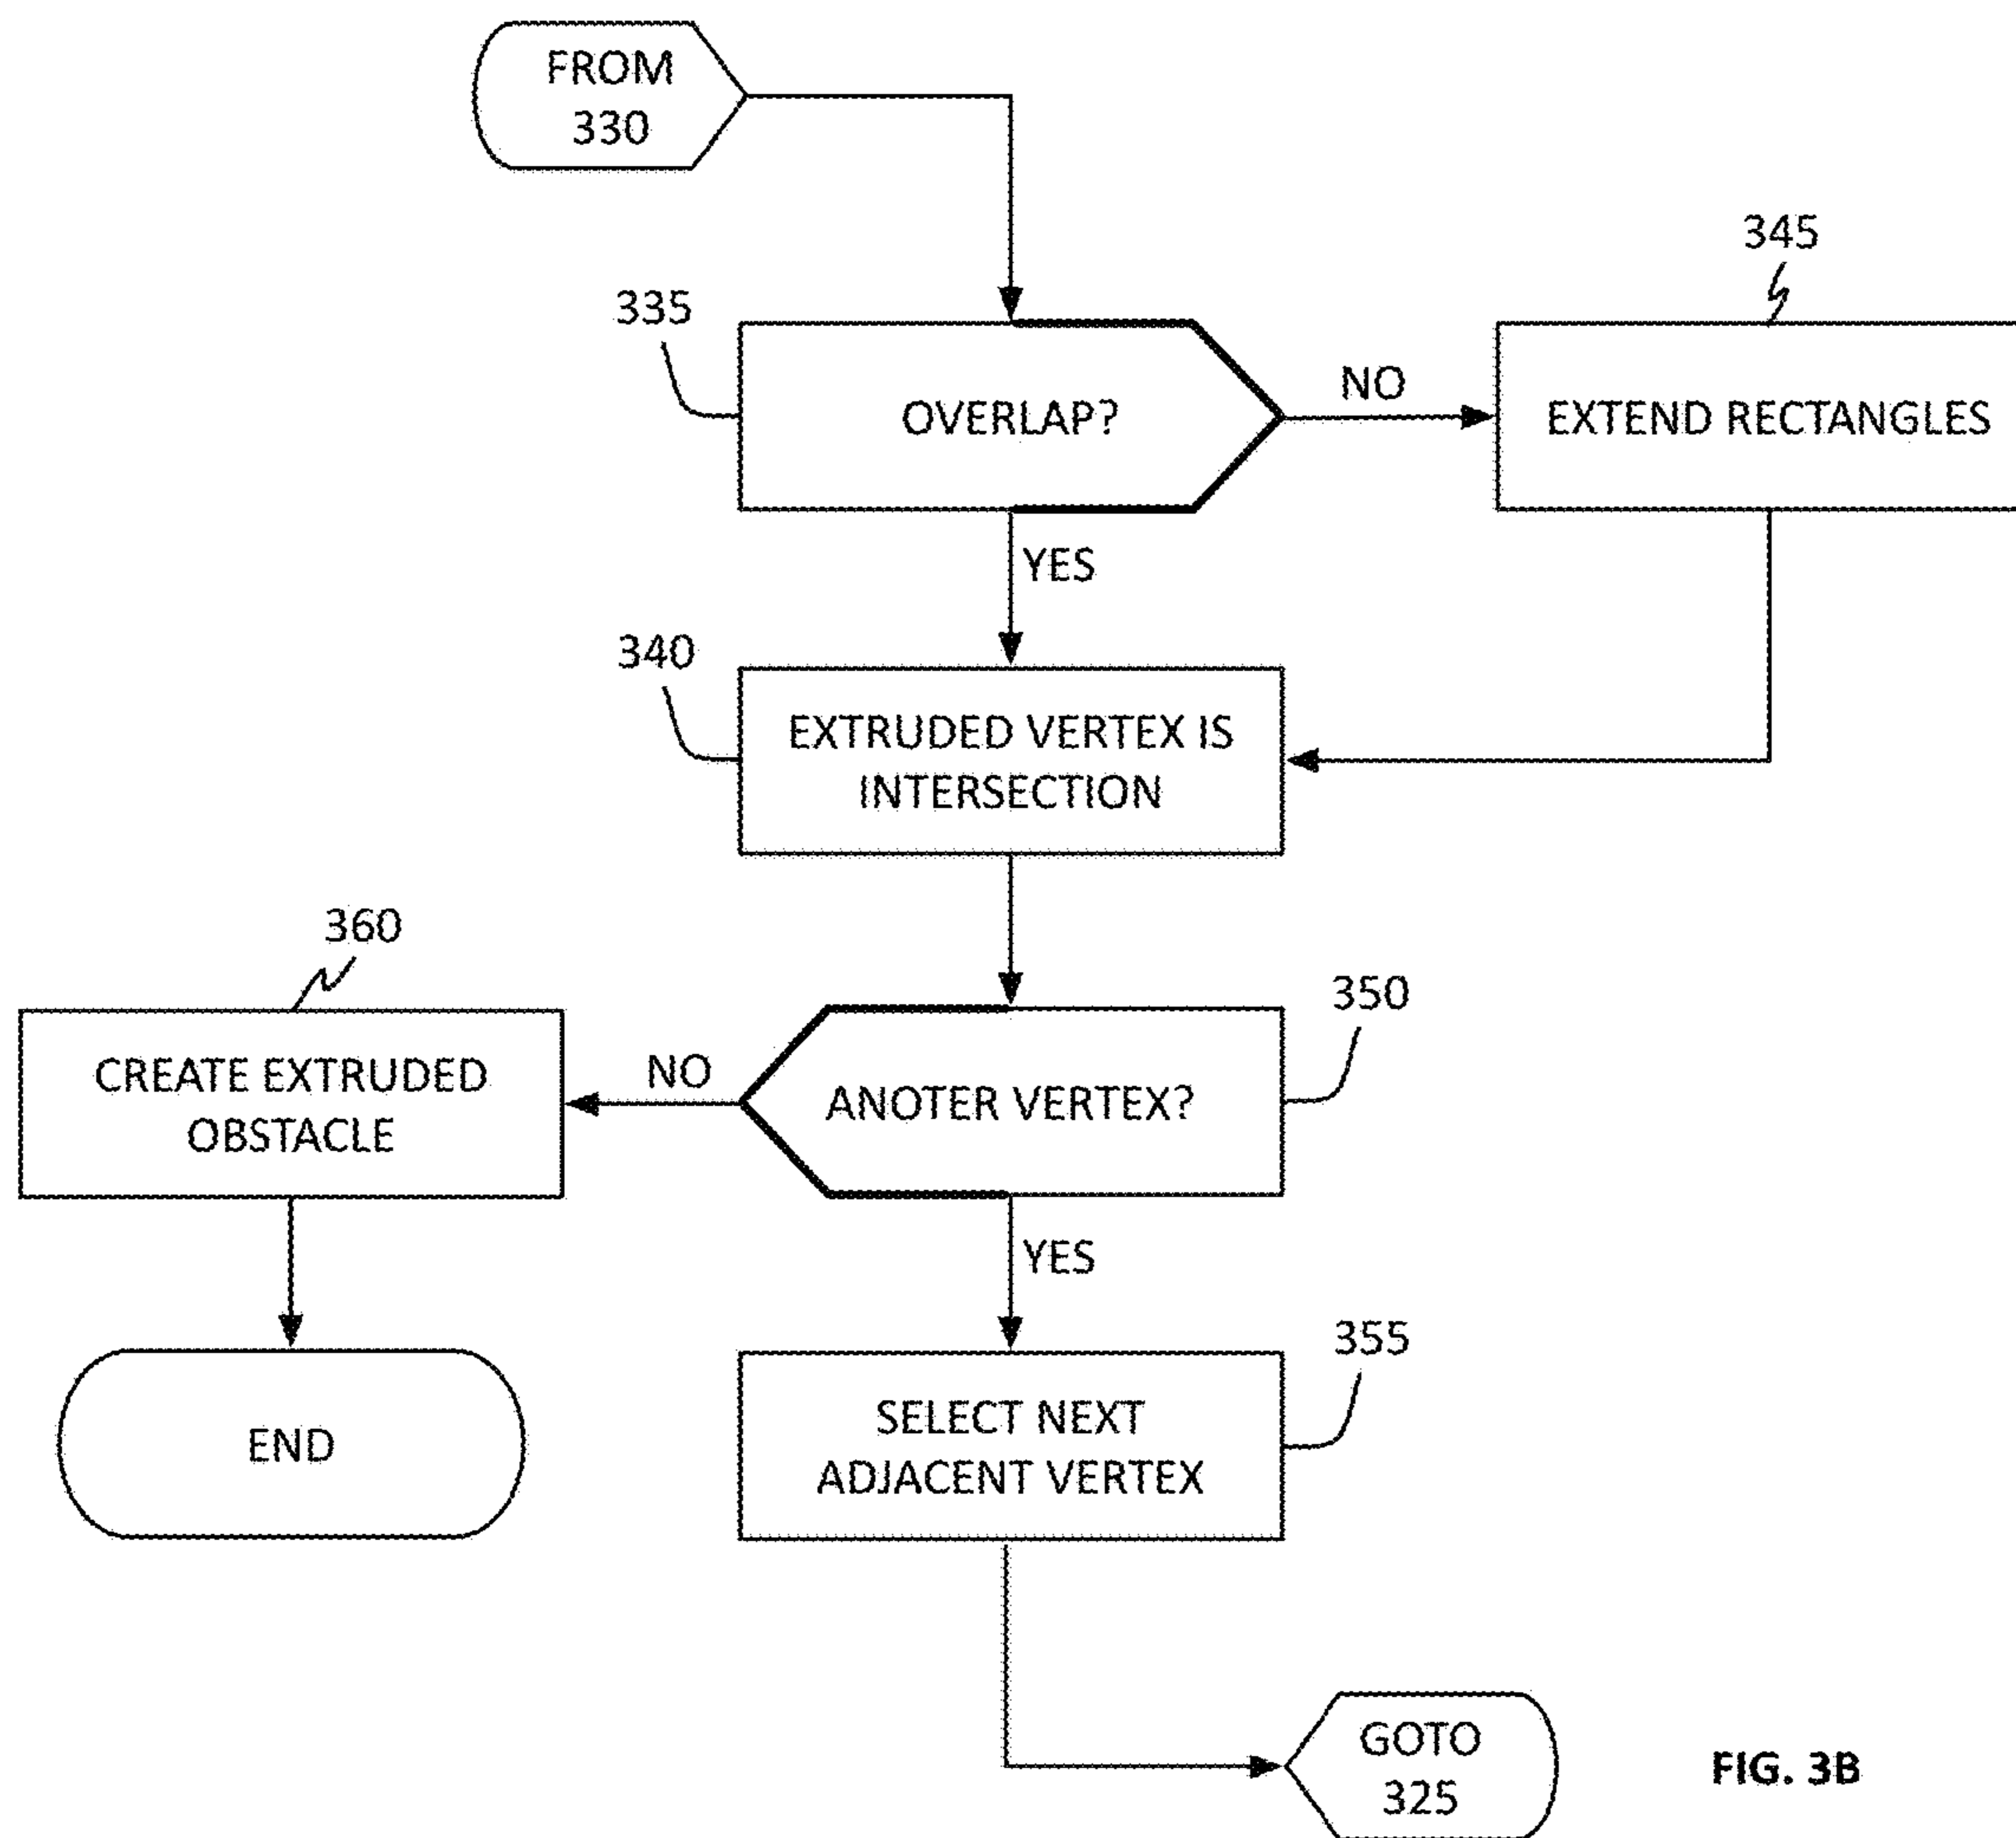 FROM
330
345
335
OVERLAP?
NO
EXTEND RECTANGLES
YES
340
EXTRUDED VERTEX IS
INTERSECTION
360
350
CREATE EXTRUDED
OBSTACLE
NO
ANOTER VERTEX?
YES
355
END
SELECT NEXT
ADJACENT VERTEX
GOTO
325
FIG. 3B